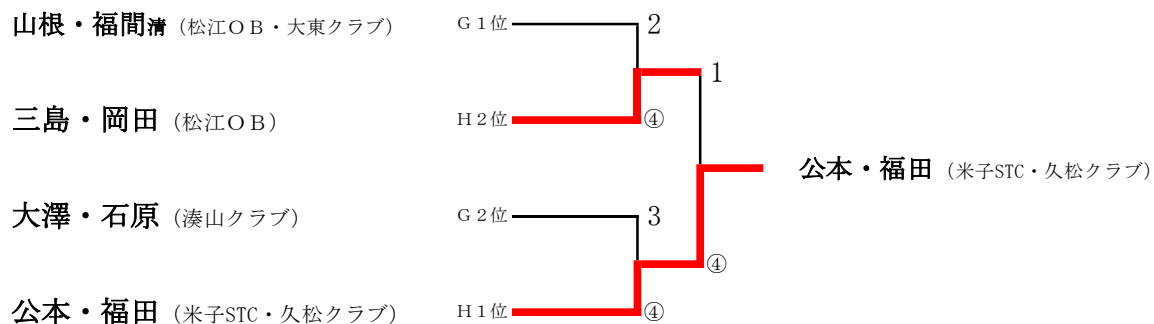 山根・福間清（松江ＯＢ・大東クラブ） Ｇ１位 2
1
三島・岡田（松江ＯＢ） Ｈ２位 ④
公本・福田（米子STC・久松クラブ）
大澤・石原（湊山クラブ） Ｇ２位 3
④
公本・福田（米子STC・久松クラブ） Ｈ１位 ④